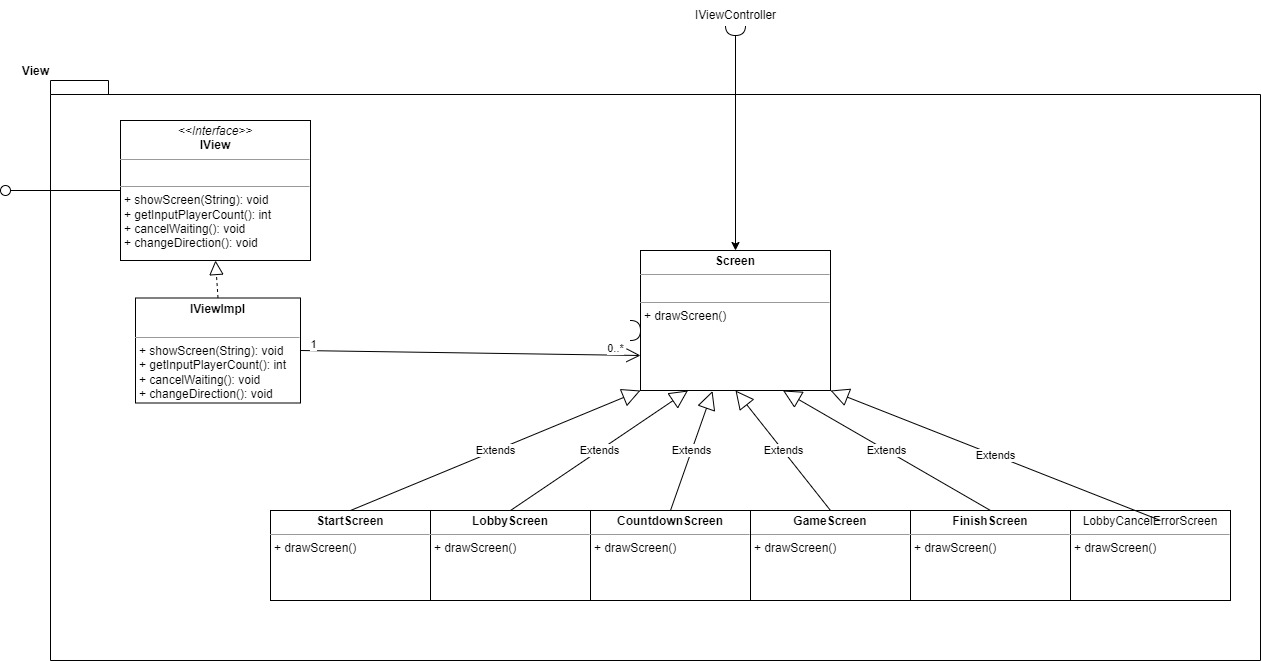 IViewController
View
<<Interface>>
IView
+ showScreen(String): void
+ getInputPlayerCount(): int
+ cancelWaiting(): void
+ changeDirection(): void
IViewImpl
+ showScreen(String): void
+ getInputPlayerCount(): int
+ cancelWaiting(): void
+ changeDirection(): void
1
0..*
Screen
+ drawScreen()
Extends
Extends
Extends
Extends
Extends
Extends
StartScreen
+ drawScreen()
LobbyScreen
+ drawScreen()
CountdownScreen
+ drawScreen()
GameScreen
+ drawScreen()
FinishScreen
+ drawScreen()
LobbyCancelErrorScreen
+ drawScreen()